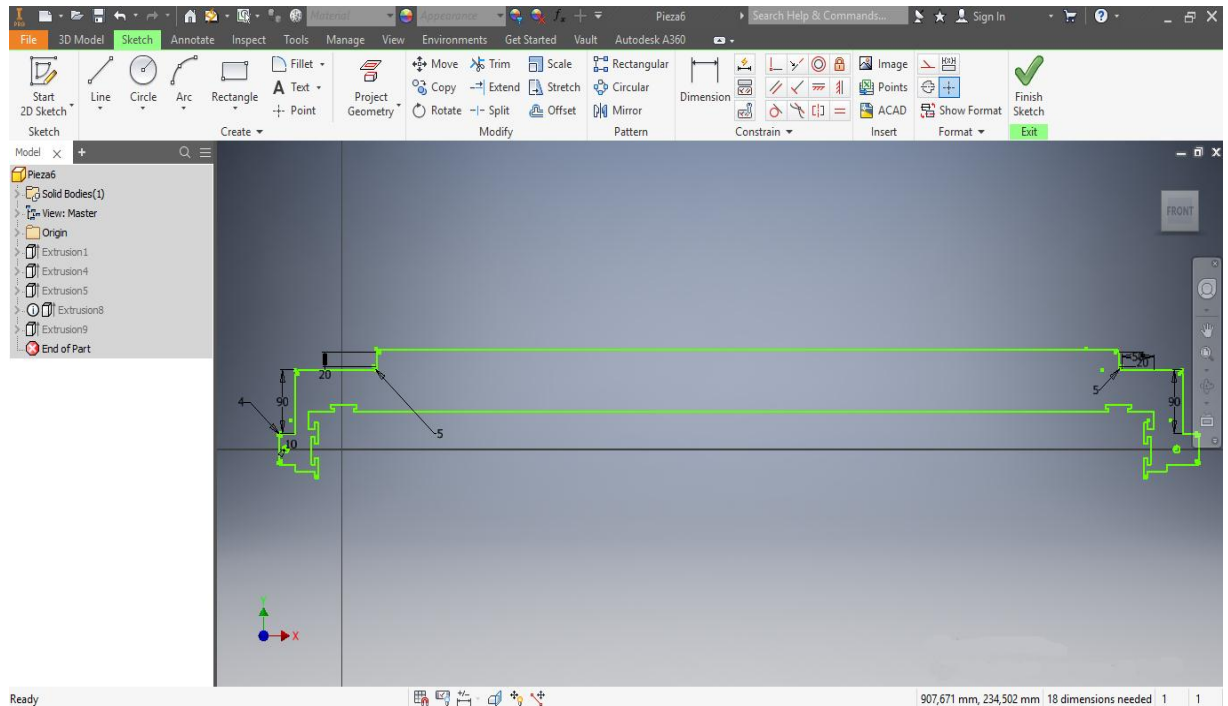 I PRO Material Appearance fx Pieza6 Search Help & Commands... Sign In ? 
File 3D Model Sketch Annotate Inspect Tools Manage View Environments Get Started Vault Autodesk A360
Start 2D Sketch
Line
Circle
Arc
Rectangle
Fillet
Text
Point
Project Geometry
Move Trim Scale
Copy Extend Stretch
Rotate Split Offset
Rectangular
Circular
Mirror
Dimension
Image
Points
ACAD
Show Format
Finish Sketch
Sketch Create Modify Pattern Constrain Insert Format Exit
Model
Pieza6
Solid Bodies(1)
View: Master
Origin
Extrusion1
Extrusion4
Extrusion5
Extrusion8
Extrusion9
End of Part
FRONT
20
90
4
10
5
20
5
90
Y
X
Ready
907,671 mm, 234,502 mm 18 dimensions needed 1 1